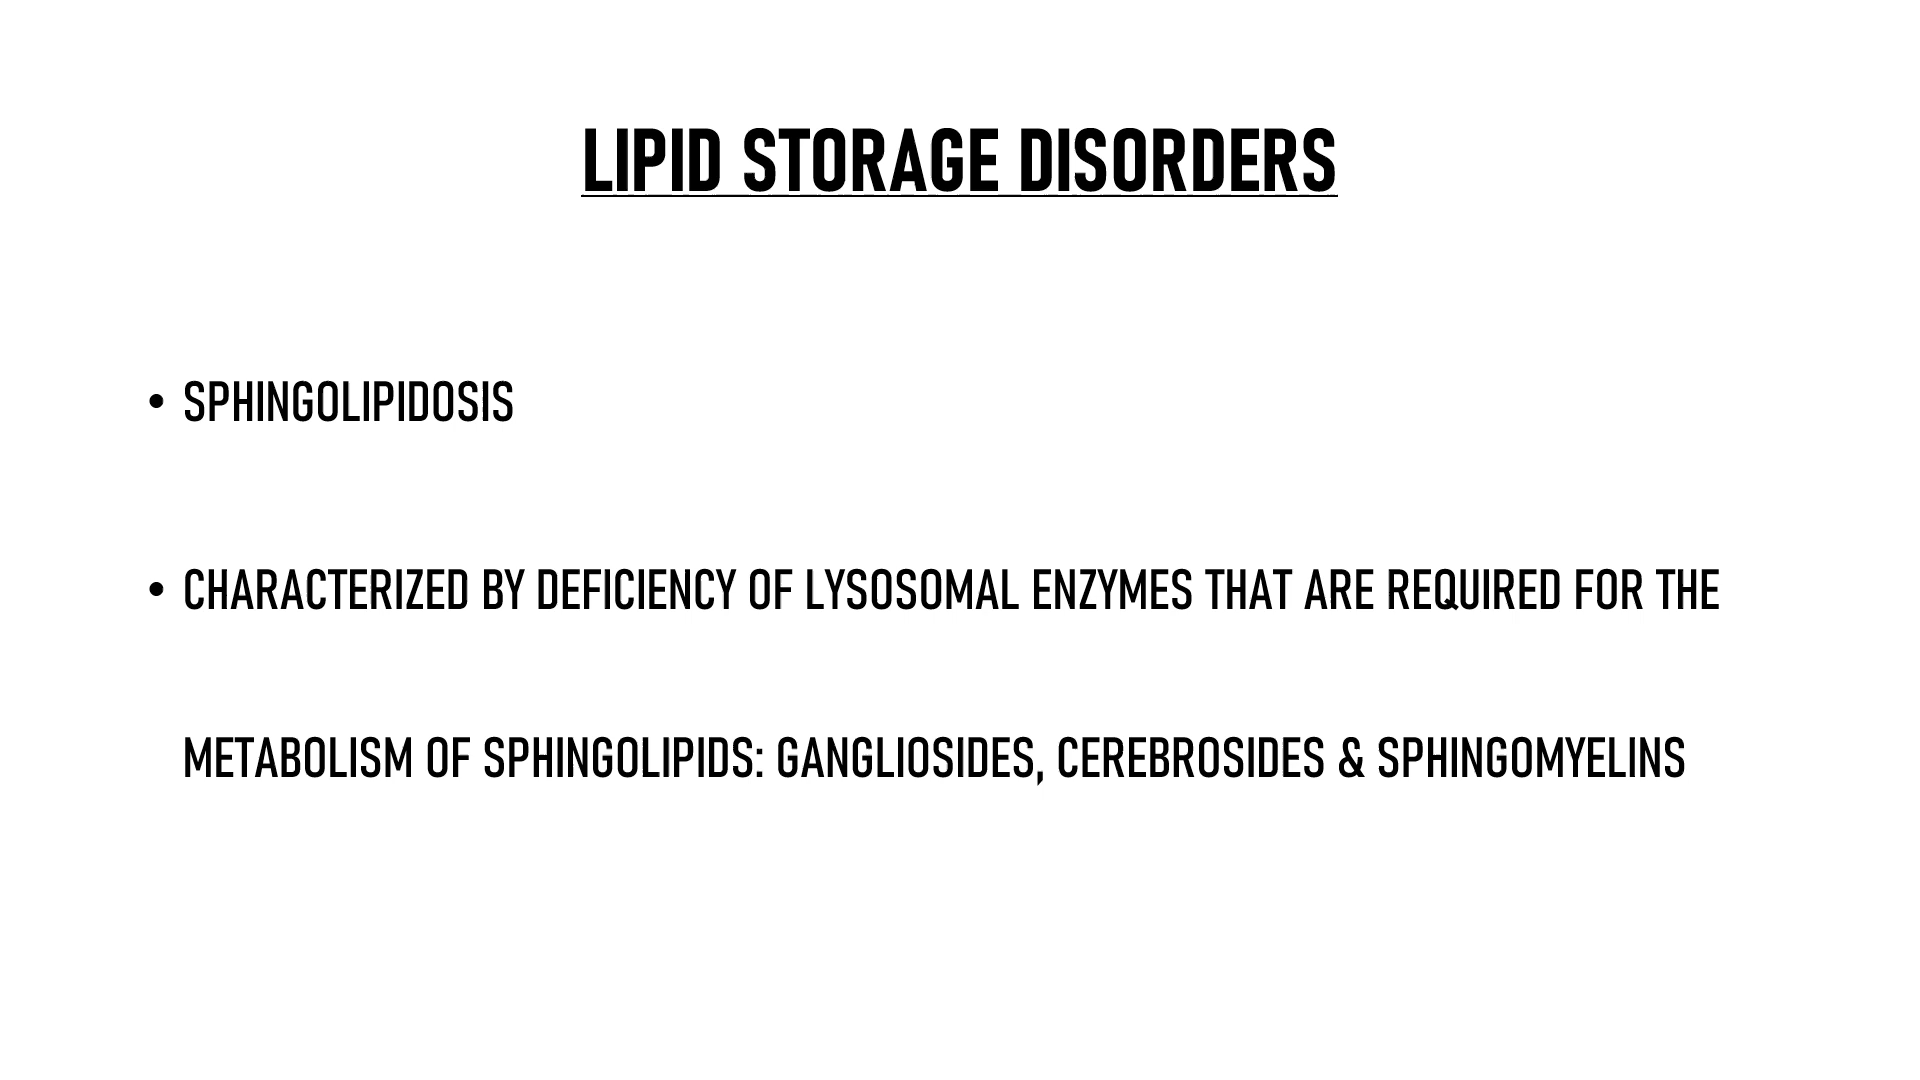 LIPID STORAGE DISORDERS
• SPHINGOLIPIDOSIS
• CHARACTERIZED BY DEFICIENCY OF LYSOSOMAL ENZYMES THAT ARE REQUIRED FOR THE
METABOLISM OF SPHINGOLIPIDS: GANGLIOSIDES, CEREBROSIDES & SPHINGOMYELINS